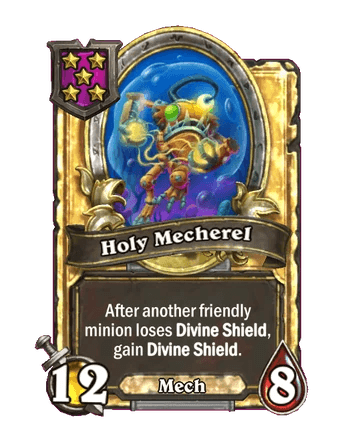 Holy Mecherel
After another friendly
minion loses Divine Shield,
gain Divine Shield.
12
Mech
8